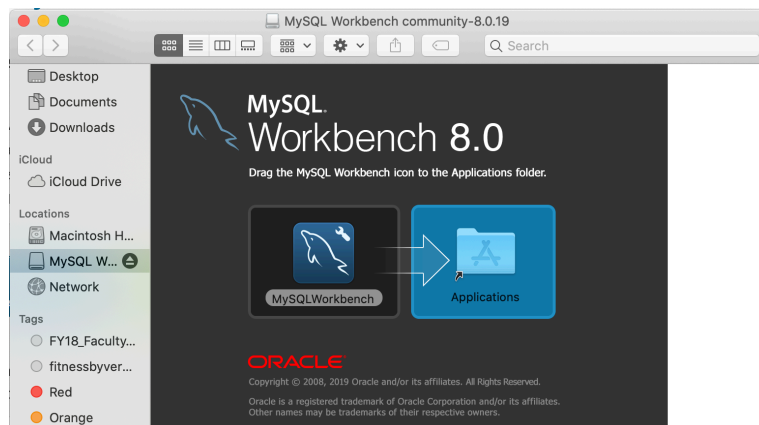 MySQL Workbench community-8.0.19
Search
Desktop
Documents
Downloads
iCloud
iCloud Drive
Locations
Macintosh H...
MySQL W...
Network
Tags
FY18_Faculty...
fitnessbyver...
Red
Orange
MySQL.
Workbench 8.0
Drag the MySQL Workbench icon to the Applications folder.
MySQLWorkbench
Applications
ORACLE
Copyright © 2008, 2019 Oracle and/or its affiliates. All Rights Reserved.
Oracle is a registered trademark of Oracle Corporation and/or its affiliates.
Other names may be trademarks of their respective owners.